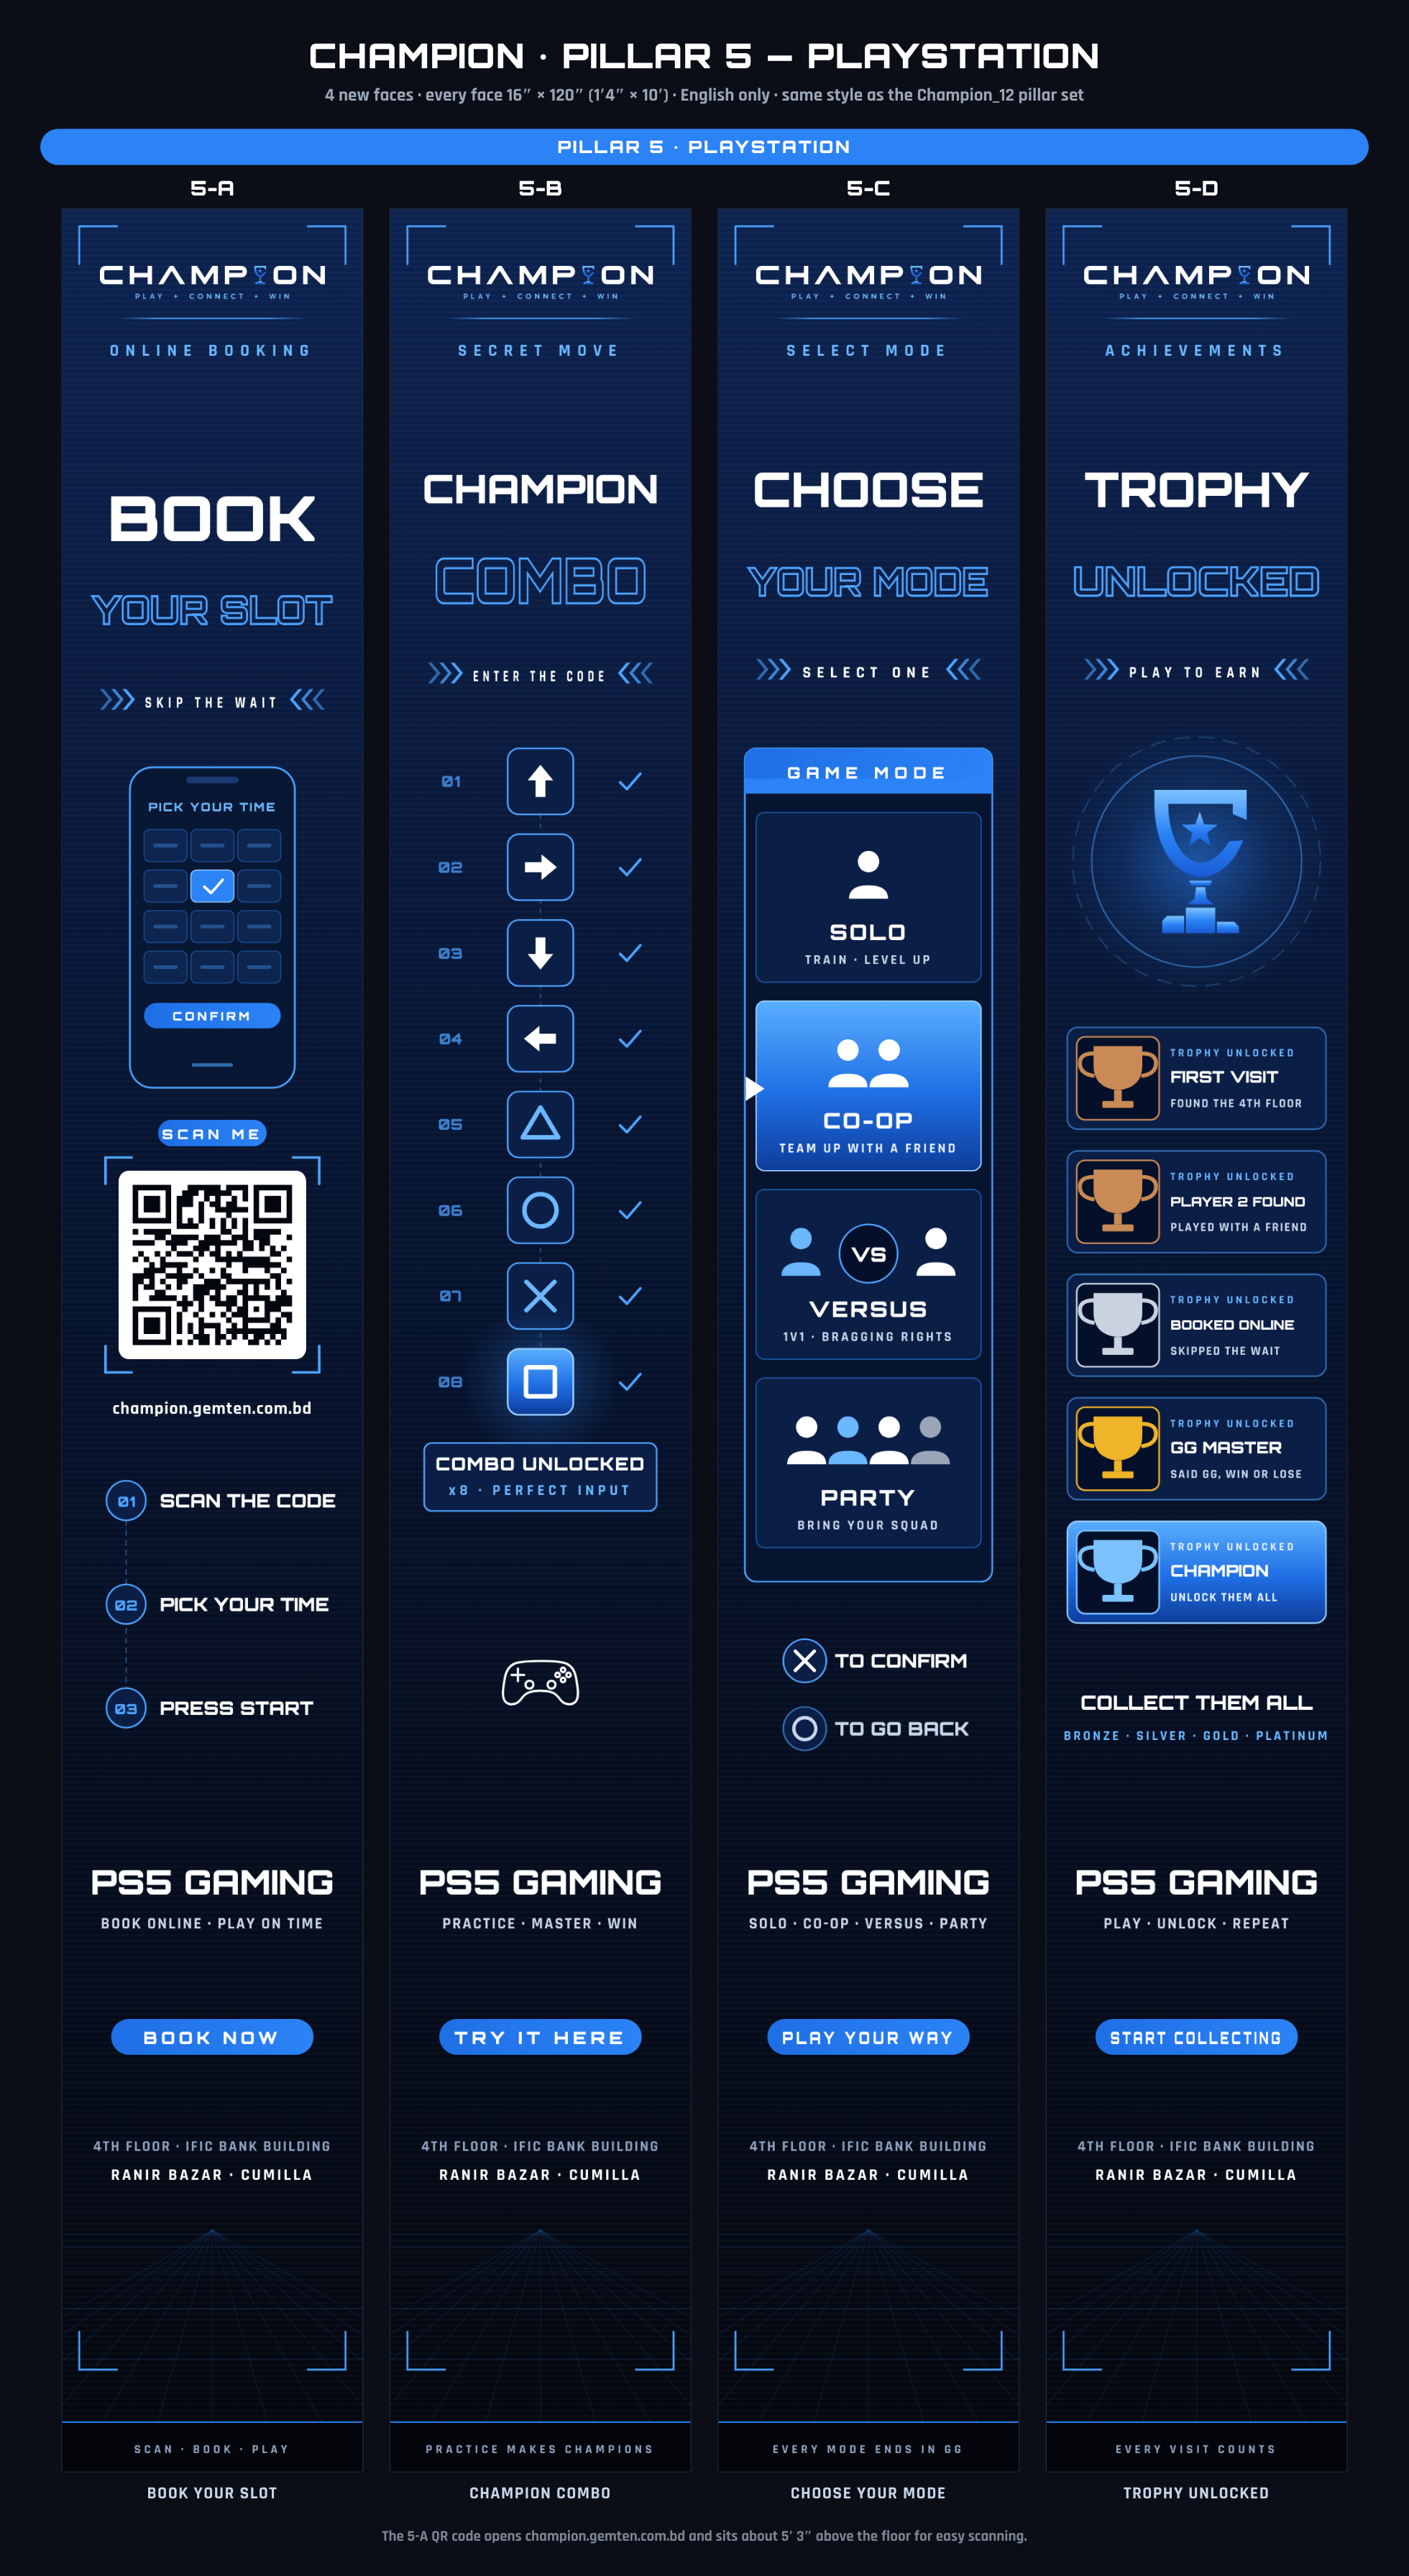 CHAMPION · PILLAR 5 — PLAYSTATION
4 new faces · every face 16″ × 120″ (1′4″ × 10′) · English only · same style as the Champion_12 pillar set
PILLAR 5 · PLAYSTATION
5-A
CHAMPION
PLAY + CONNECT + WIN
ONLINE BOOKING
BOOK
YOUR SLOT
SKIP THE WAIT
PICK YOUR TIME
CONFIRM
SCAN ME
champion.gemten.com.bd
01 SCAN THE CODE
02 PICK YOUR TIME
03 PRESS START
PS5 GAMING
BOOK ONLINE · PLAY ON TIME
BOOK NOW
4TH FLOOR · IFIC BANK BUILDING
RANIR BAZAR · CUMILLA
SCAN · BOOK · PLAY
BOOK YOUR SLOT
5-B
CHAMPION
PLAY + CONNECT + WIN
SECRET MOVE
CHAMPION
COMBO
ENTER THE CODE
01
02
03
04
05
06
07
08
COMBO UNLOCKED
x8 · PERFECT INPUT
PS5 GAMING
PRACTICE · MASTER · WIN
TRY IT HERE
4TH FLOOR · IFIC BANK BUILDING
RANIR BAZAR · CUMILLA
PRACTICE MAKES CHAMPIONS
CHAMPION COMBO
5-C
CHAMPION
PLAY + CONNECT + WIN
SELECT MODE
CHOOSE
YOUR MODE
SELECT ONE
GAME MODE
SOLO
TRAIN · LEVEL UP
CO-OP
TEAM UP WITH A FRIEND
VS
VERSUS
1V1 · BRAGGING RIGHTS
PARTY
BRING YOUR SQUAD
TO CONFIRM
TO GO BACK
PS5 GAMING
SOLO · CO-OP · VERSUS · PARTY
PLAY YOUR WAY
4TH FLOOR · IFIC BANK BUILDING
RANIR BAZAR · CUMILLA
EVERY MODE ENDS IN GG
CHOOSE YOUR MODE
5-D
CHAMPION
PLAY + CONNECT + WIN
ACHIEVEMENTS
TROPHY
UNLOCKED
PLAY TO EARN
TROPHY UNLOCKED
FIRST VISIT
FOUND THE 4TH FLOOR
TROPHY UNLOCKED
PLAYER 2 FOUND
PLAYED WITH A FRIEND
TROPHY UNLOCKED
BOOKED ONLINE
SKIPPED THE WAIT
TROPHY UNLOCKED
GG MASTER
SAID GG, WIN OR LOSE
TROPHY UNLOCKED
CHAMPION
UNLOCK THEM ALL
COLLECT THEM ALL
BRONZE · SILVER · GOLD · PLATINUM
PS5 GAMING
PLAY · UNLOCK · REPEAT
START COLLECTING
4TH FLOOR · IFIC BANK BUILDING
RANIR BAZAR · CUMILLA
EVERY VISIT COUNTS
TROPHY UNLOCKED
The 5-A QR code opens champion.gemten.com.bd and sits about 5′ 3″ above the floor for easy scanning.